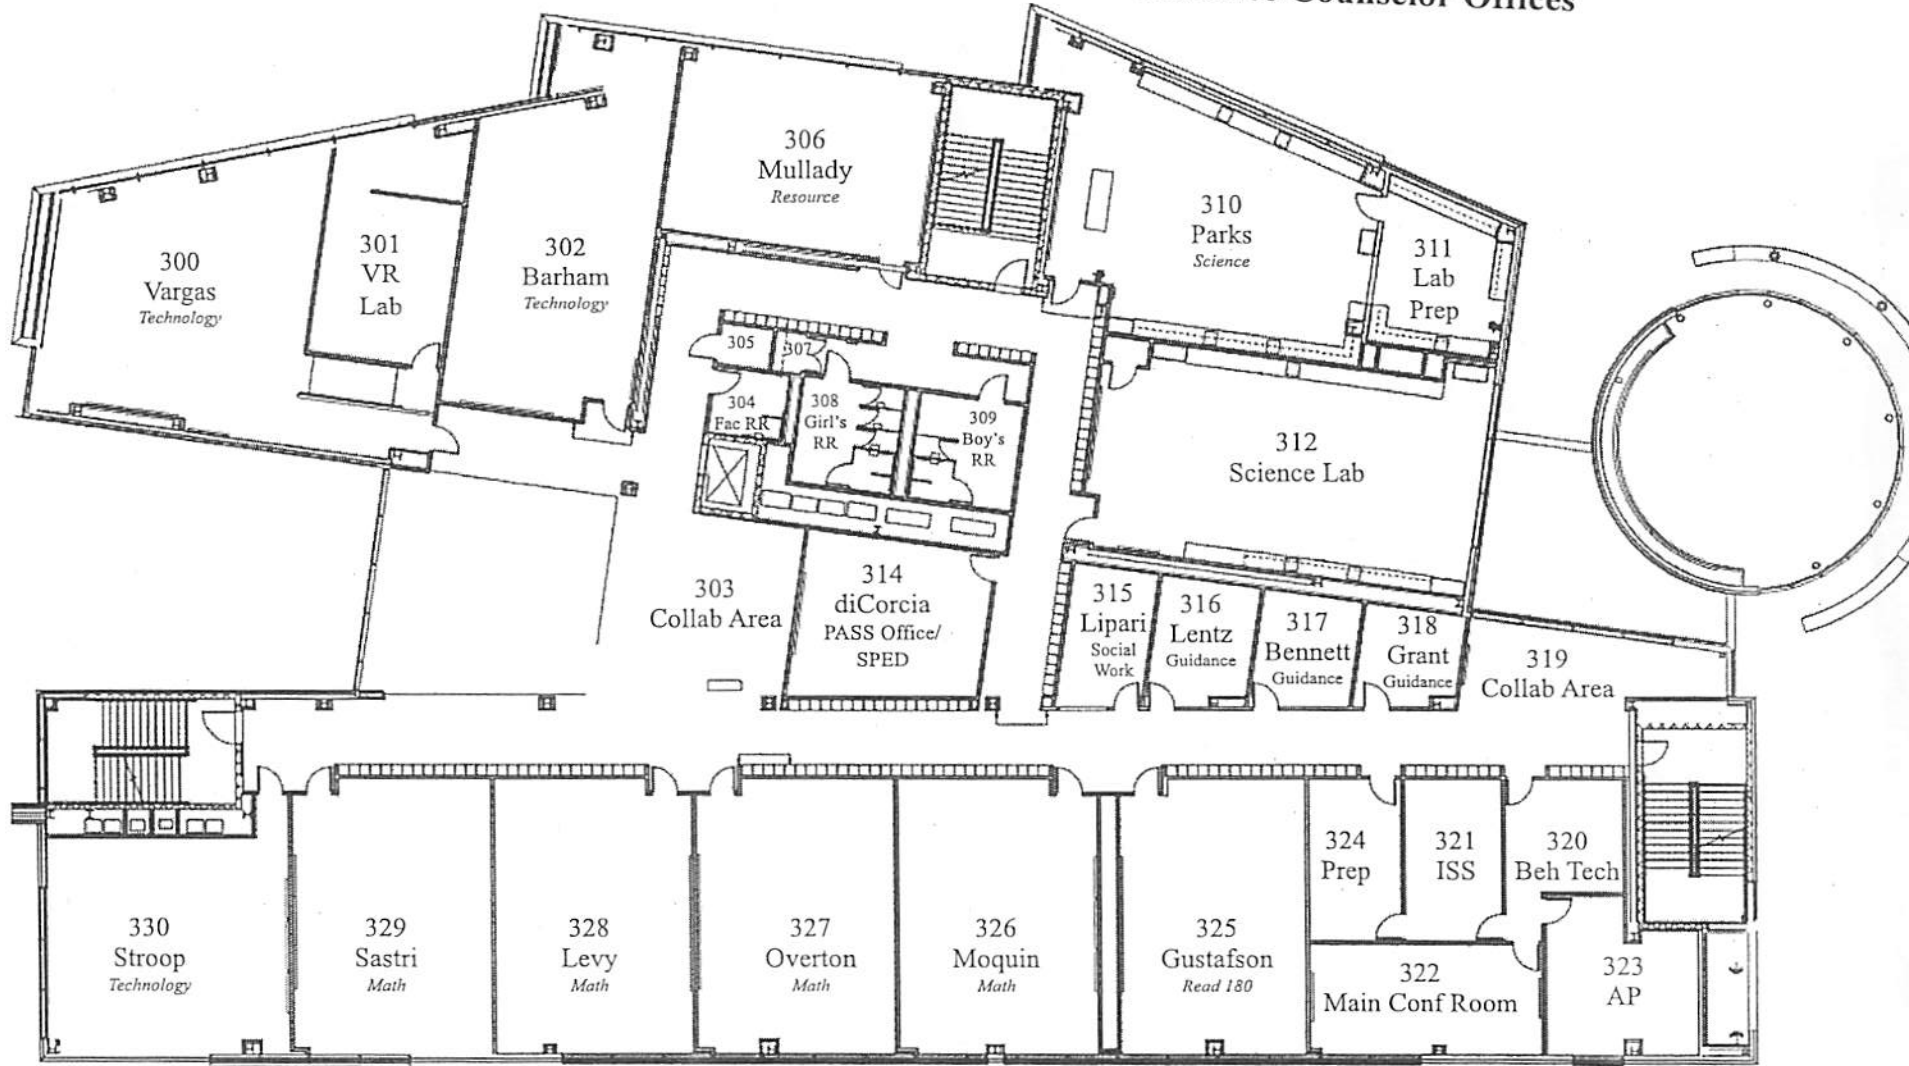 Counselor Offices
306
Mullady
Resource
310
Parks
Science
311
Lab
Prep
300
Vargas
Technology
301
VR
Lab
302
Barham
Technology
305
307
304
Fac RR
308
Girl's
RR
309
Boy's
RR
312
Science Lab
303
Collab Area
314
diCorcia
PASS Office/
SPED
315
Lipari
Social
Work
316
Lentz
Guidance
317
Bennett
Guidance
318
Grant
Guidance
319
Collab Area
330
Stroop
Technology
329
Sastri
Math
328
Levy
Math
327
Overton
Math
326
Moquin
Math
325
Gustafson
Read 180
324
Prep
321
ISS
320
Beh Tech
322
Main Conf Room
323
AP